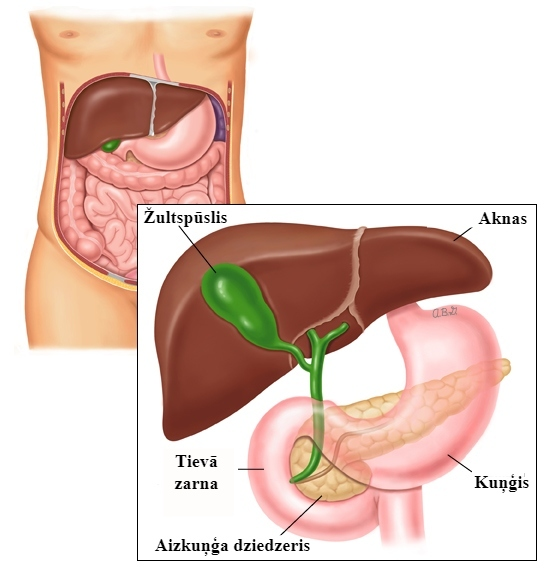 Žultspūslis
Aknas
Tievā
zarna
Kuņģis
Aizkuņģa dziedzeris